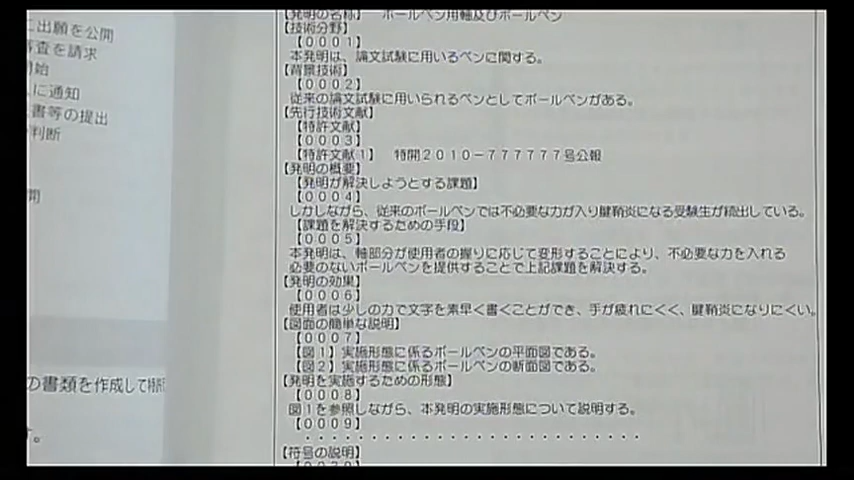 に出願を公開
審査を請求
開始
に通知
書等の提出
判断
開
の書類を作成して特許
す。
【発明の名称】 ボールペン用軸及びボールペン
【技術分野】
【０００１】
本発明は、論文試験に用いるペンに関する。
【背景技術】
【０００２】
従来の論文試験に用いられるペンとしてボールペンがある。
【先行技術文献】
【特許文献】
【０００３】
【特許文献１】 特開２０１０－７７７７７７号公報
【発明の概要】
【発明が解決しようとする課題】
【０００４】
しかしながら、従来のボールペンでは不必要な力が入り腱鞘炎になる受験生が続出している。
【課題を解決するための手段】
【０００５】
本発明は、軸部分が使用者の握りに応じて変形することにより、不必要な力を入れる
必要のないボールペンを提供することで上記課題を解決する。
【発明の効果】
【０００６】
使用者は少しの力で文字を素早く書くことができ、手が疲れにくく、腱鞘炎になりにくい。
【図面の簡単な説明】
【０００７】
【図１】実施形態に係るボールペンの平面図である。
【図２】実施形態に係るボールペンの断面図である。
【発明を実施するための形態】
【０００８】
図１を参照しながら、本発明の実施形態について説明する。
【０００９】
・・・・・・・・・・・・・・・・・・・・・・・・・・
【符号の説明】